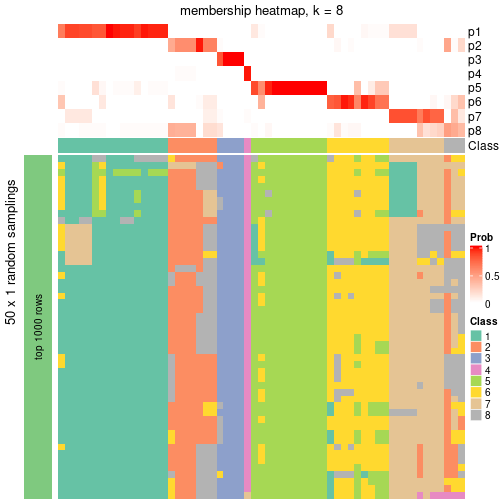 membership heatmap, k = 8
p1
p2
p3
p4
p5
p6
p7
p8
Class
50 x 1 random samplings
top 1000 rows
Prob
1
0.5
0
Class
1
2
3
4
5
6
7
8